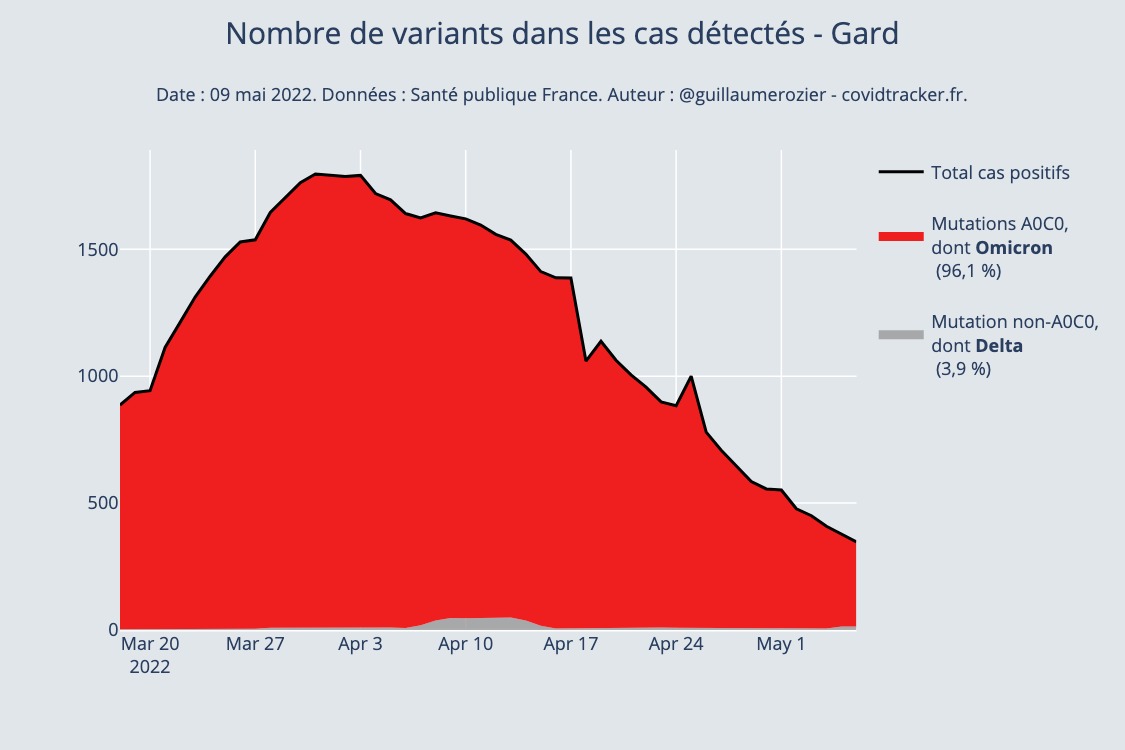 Nombre de variants dans les cas détectés - Gard
Date : 09 mai 2022. Données : Santé publique France. Auteur : @guillaumerozier - covidtracker.fr.
Total cas positifs
Mutations A0C0,
dont Omicron
(96,1 %)
Mutation non-A0C0,
dont Delta
(3,9 %)
1500
1000
500
0
Mar 20 Mar 27 Apr 3 Apr 10 Apr 17 Apr 24 May 1
2022